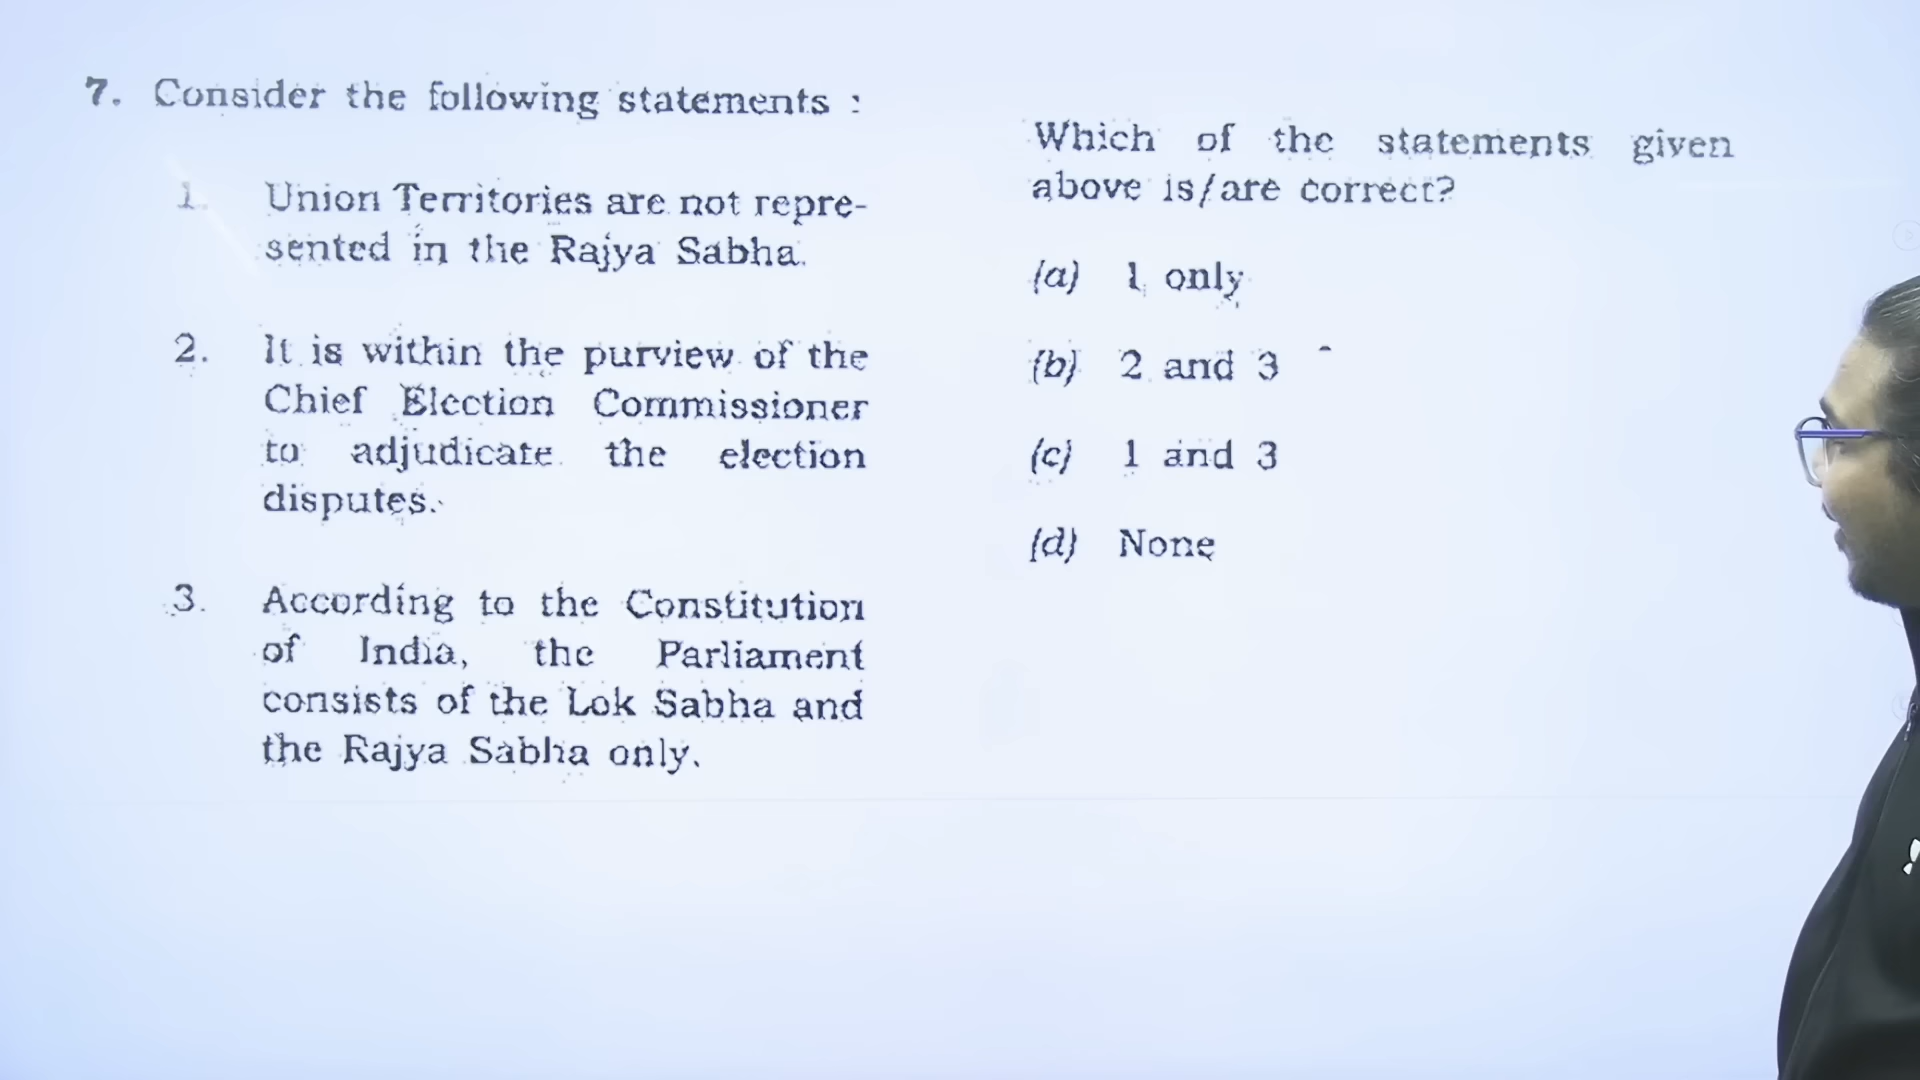 7. Consider the following statements :
1. Union Territories are not repre-
sented in the Rajya Sabha.
2. It is within the purview of the
Chief Election Commissioner
to adjudicate the election
disputes.
3. According to the Constitution
of India, the Parliament
consists of the Lok Sabha and
the Rajya Sabha only.
Which of the statements given
above is/are correct?
(a) 1 only
(b) 2 and 3
(c) 1 and 3
(d) None